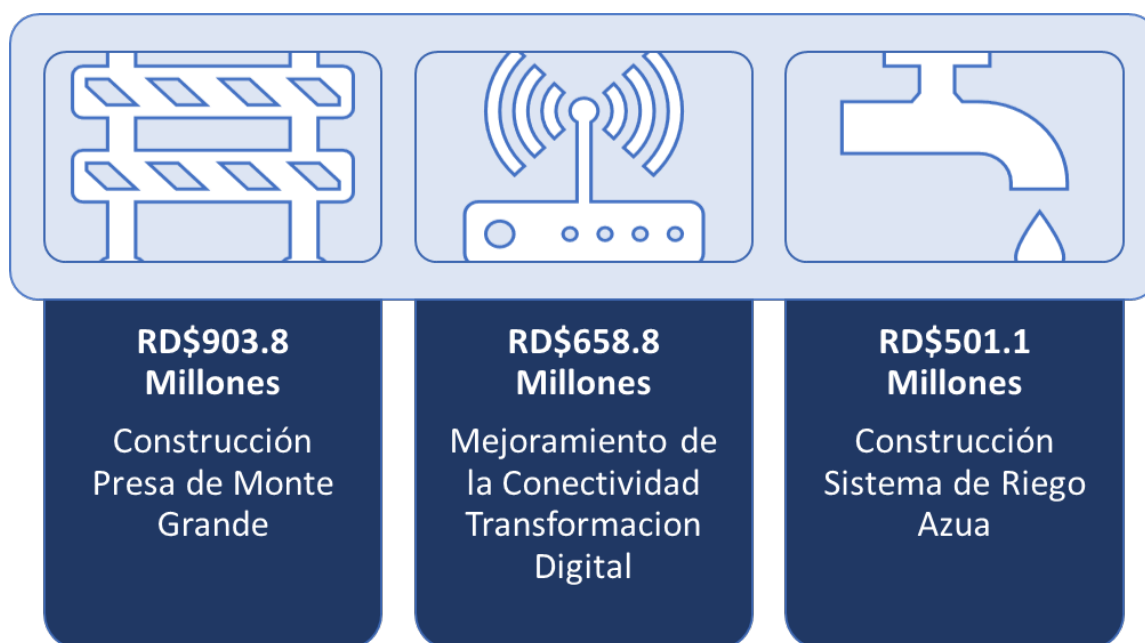 RD$903.8
Millones
Construcción
Presa de Monte
Grande
RD$658.8
Millones
Mejoramiento de
la Conectividad
Transformacion
Digital
RD$501.1
Millones
Construcción
Sistema de Riego
Azua